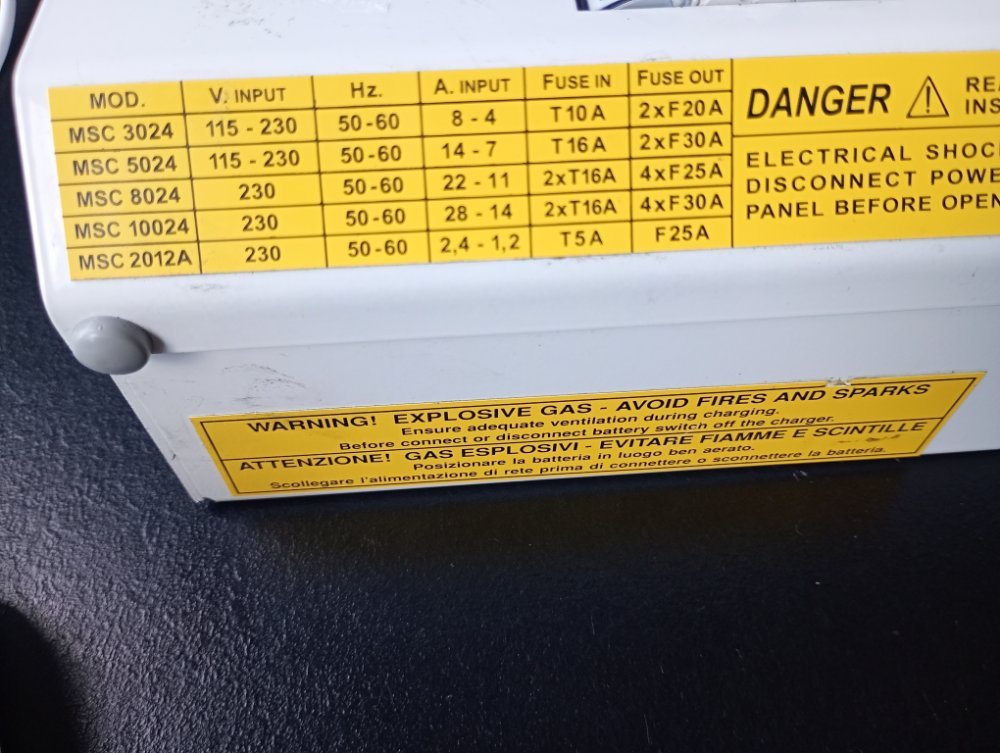 MOD. V. INPUT Hz. A. INPUT FUSE IN FUSE OUT
MSC 3024 115 - 230 50-60 8 - 4 T10A 2xF20A
MSC 5024 115 - 230 50-60 14 - 7 T16A 2xF30A
MSC 8024 230 50-60 22 - 11 2xT16A 4xF25A
MSC 10024 230 50-60 28 - 14 2xT16A 4xF30A
MSC 2012A 230 50-60 2,4 - 1,2 T5A F25A
DANGER
ELECTRICAL
DISCONNECT
PANEL BEFORE
WARNING! EXPLOSIVE GAS - AVOID FIRES AND SPARKS
Ensure adequate ventilation during charging.
Before connect or disconnect battery switch off the charger.
ATTENZIONE! GAS ESPLOSIVI - EVITARE FIAMME E SCINTILLE
Posizionare la batteria in luogo ben aerato.
Scollegare l'alimentazione di rete prima di connettere o sconnettere la batteria.